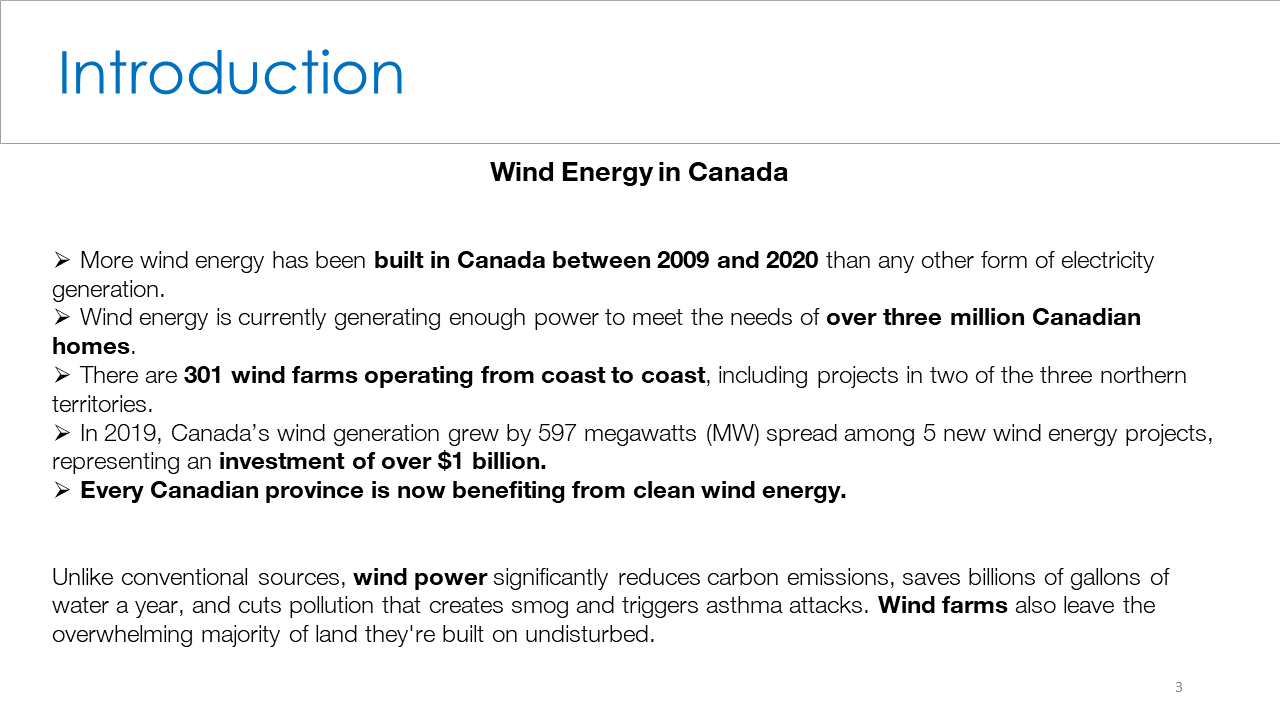 Introduction
Wind Energy in Canada
➢ More wind energy has been built in Canada between 2009 and 2020 than any other form of electricity
generation.
➢ Wind energy is currently generating enough power to meet the needs of over three million Canadian
homes.
➢ There are 301 wind farms operating from coast to coast, including projects in two of the three northern
territories.
➢ In 2019, Canada’s wind generation grew by 597 megawatts (MW) spread among 5 new wind energy projects,
representing an investment of over $1 billion.
➢ Every Canadian province is now benefiting from clean wind energy.
Unlike conventional sources, wind power significantly reduces carbon emissions, saves billions of gallons of
water a year, and cuts pollution that creates smog and triggers asthma attacks. Wind farms also leave the
overwhelming majority of land they're built on undisturbed.
3